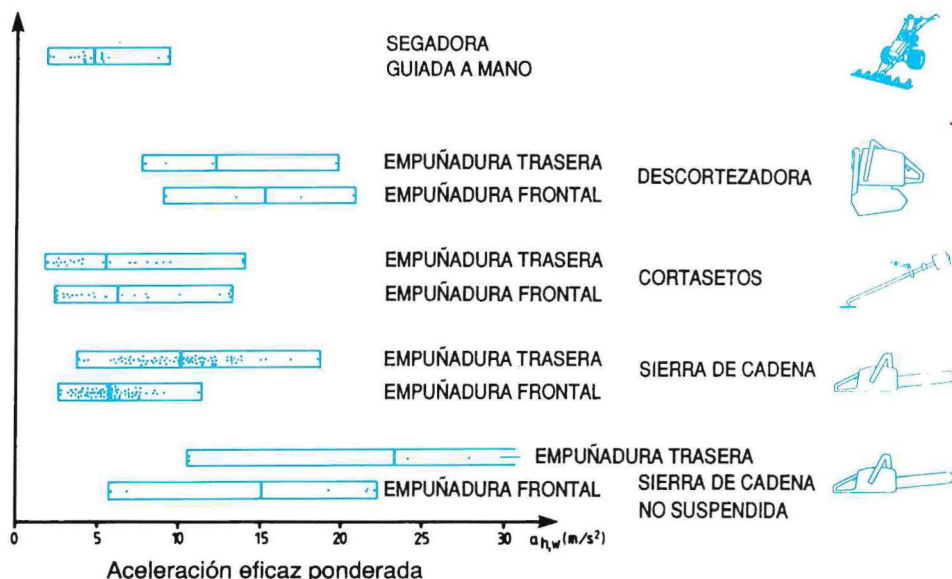 SEGADORA
GUIADA A MANO
EMPUÑADURA TRASERA
EMPUÑADURA FRONTAL
DESCORTEZADORA
EMPUÑADURA TRASERA
EMPUÑADURA FRONTAL
CORTASETOS
EMPUÑADURA TRASERA
EMPUÑADURA FRONTAL
SIERRA DE CADENA
EMPUÑADURA TRASERA
EMPUÑADURA FRONTAL
SIERRA DE CADENA
NO SUSPENDIDA
0 5 10 15 20 25 30 a_h,w (m/s²)
Aceleración eficaz ponderada